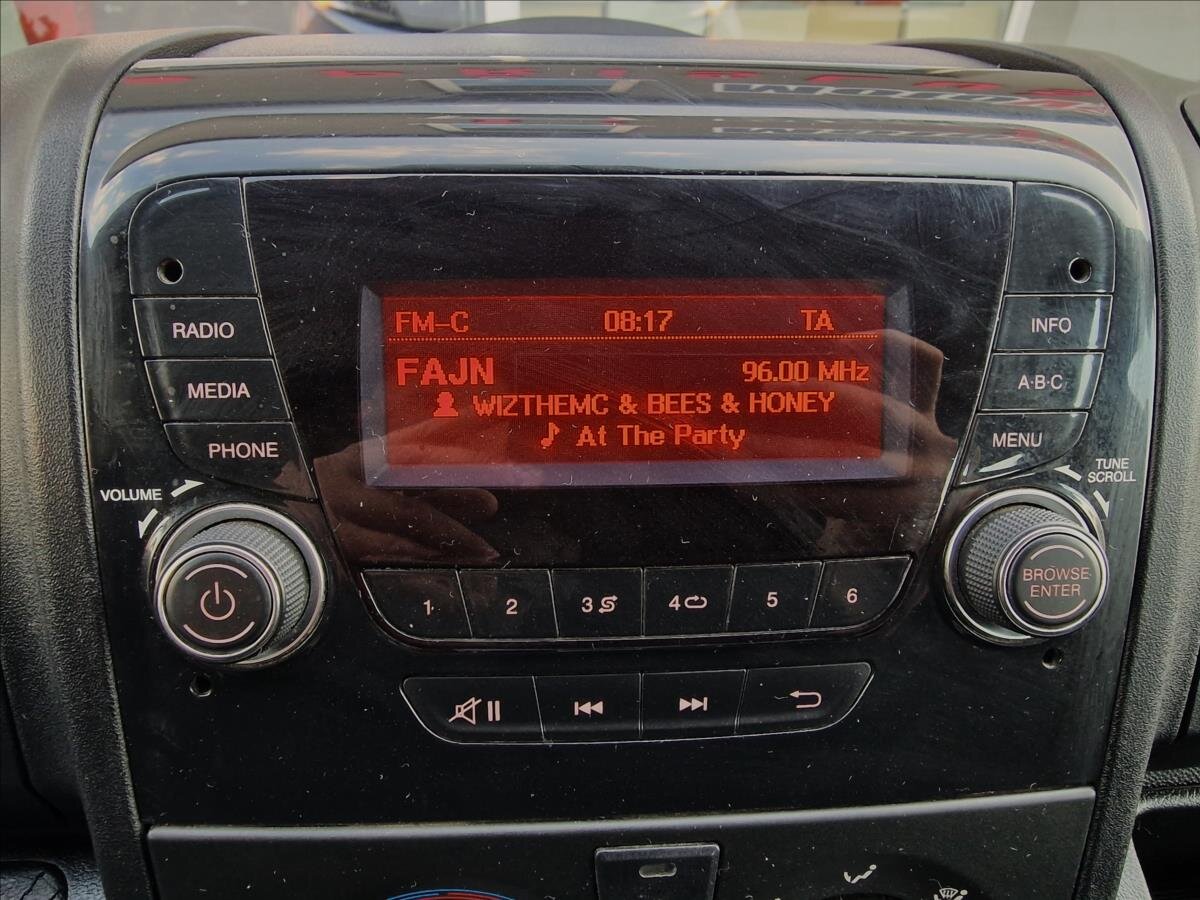 RADIO
MEDIA
PHONE
VOLUME
FM-C 08:17 TA
FAJN 96.00 MHz
WIZTHEMC & BEES & HONEY
At The Party
INFO
A·B·C
MENU
TUNE
SCROLL
BROWSE
ENTER
1 2 3 4 5 6